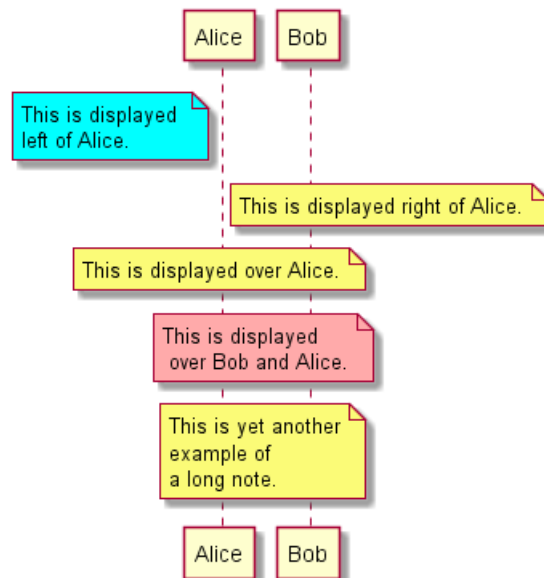 Alice
Bob
This is displayed
left of Alice.
This is displayed right of Alice.
This is displayed over Alice.
This is displayed
over Bob and Alice.
This is yet another
example of
a long note.
Alice
Bob